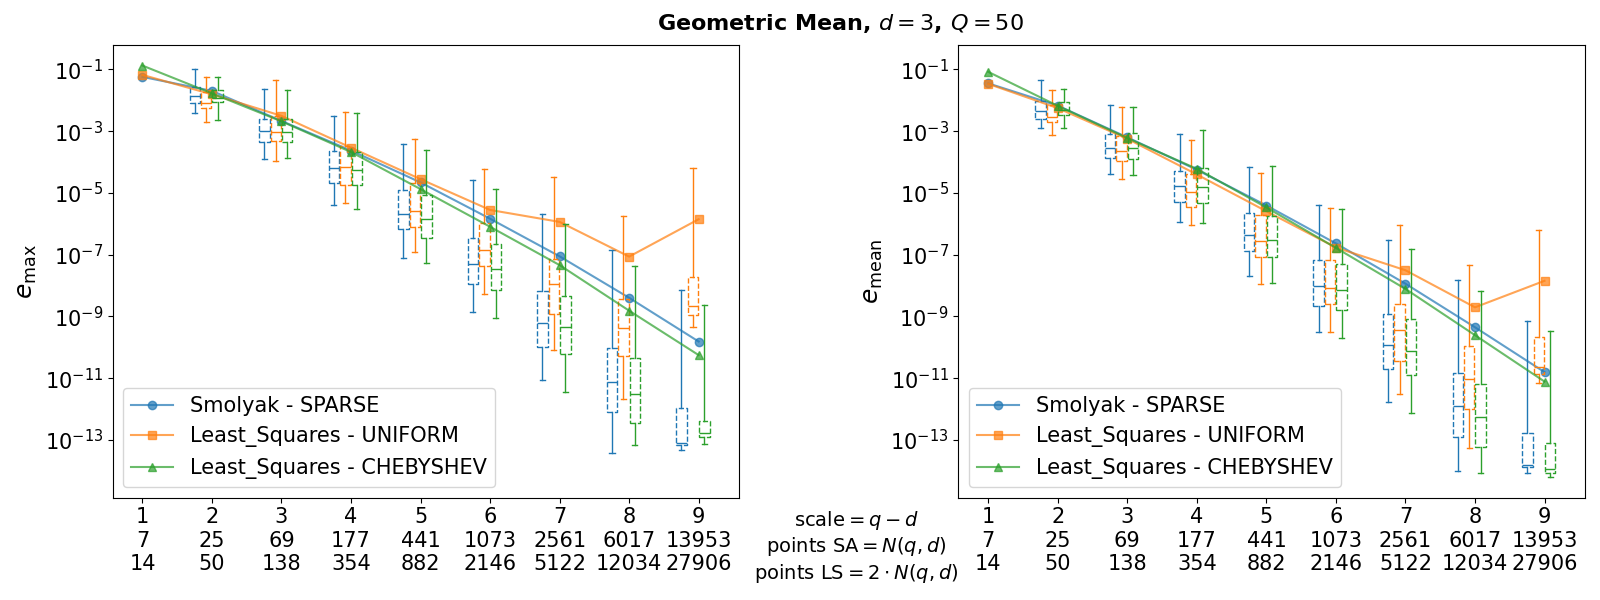 Geometric Mean, d = 3, Q = 50
10⁻¹
10⁻³
10⁻⁵
10⁻⁷
10⁻⁹
10⁻¹¹
10⁻¹³
e_max
Smolyak - SPARSE
Least_Squares - UNIFORM
Least_Squares - CHEBYSHEV
1 2 3 4 5 6 7 8 9
7 25 69 177 441 1073 2561 6017 13953
14 50 138 354 882 2146 5122 12034 27906
scale = q − d
points SA = N(q, d)
points LS = 2 · N(q, d)
10⁻¹
10⁻³
10⁻⁵
10⁻⁷
10⁻⁹
10⁻¹¹
10⁻¹³
e_mean
Smolyak - SPARSE
Least_Squares - UNIFORM
Least_Squares - CHEBYSHEV
1 2 3 4 5 6 7 8 9
7 25 69 177 441 1073 2561 6017 13953
14 50 138 354 882 2146 5122 12034 27906